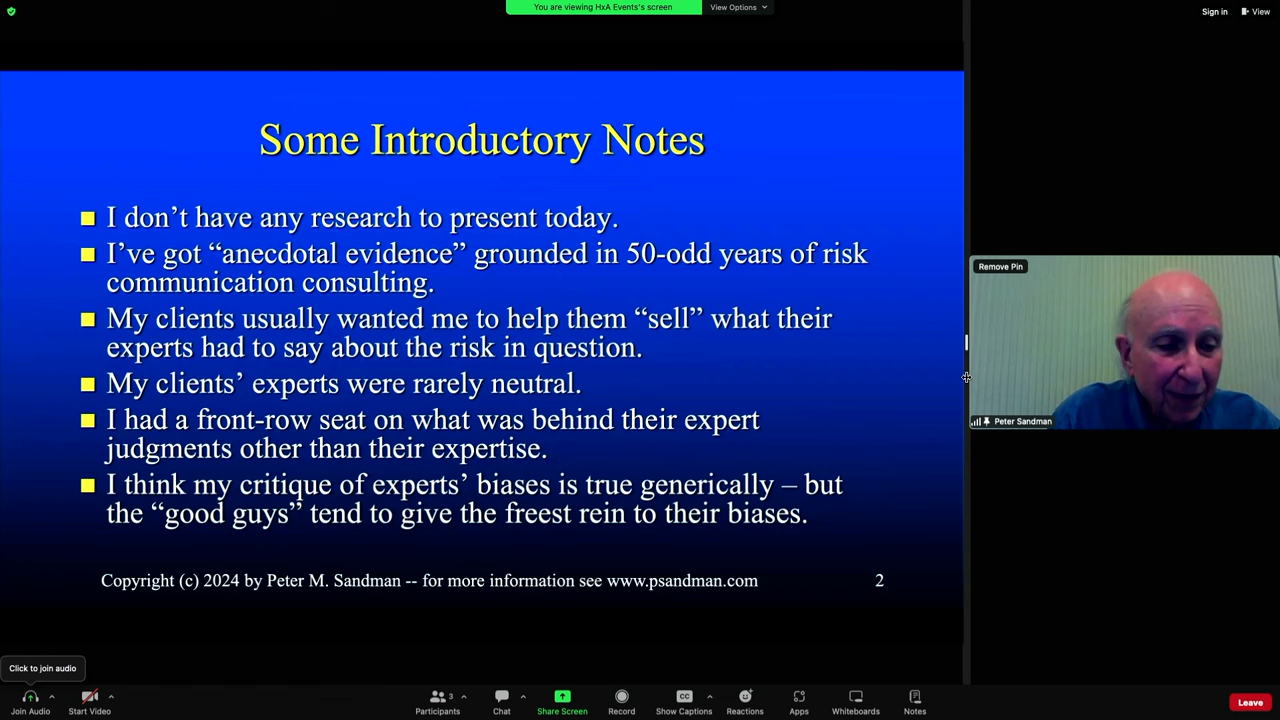 You are viewing HxA Events's screen
View Options
Sign in
View
Some Introductory Notes
I don't have any research to present today.
I've got “anecdotal evidence” grounded in 50-odd years of risk
communication consulting.
My clients usually wanted me to help them “sell” what their
experts had to say about the risk in question.
My clients' experts were rarely neutral.
I had a front-row seat on what was behind their expert
judgments other than their expertise.
I think my critique of experts' biases is true generically – but
the “good guys” tend to give the freest rein to their biases.
Copyright (c) 2024 by Peter M. Sandman -- for more information see www.psandman.com
2
Remove Pin
Peter Sandman
Click to join audio
Join Audio
Start Video
Participants
3
Chat
Share Screen
Record
CC
Show Captions
Reactions
Apps
Whiteboards
Notes
Leave